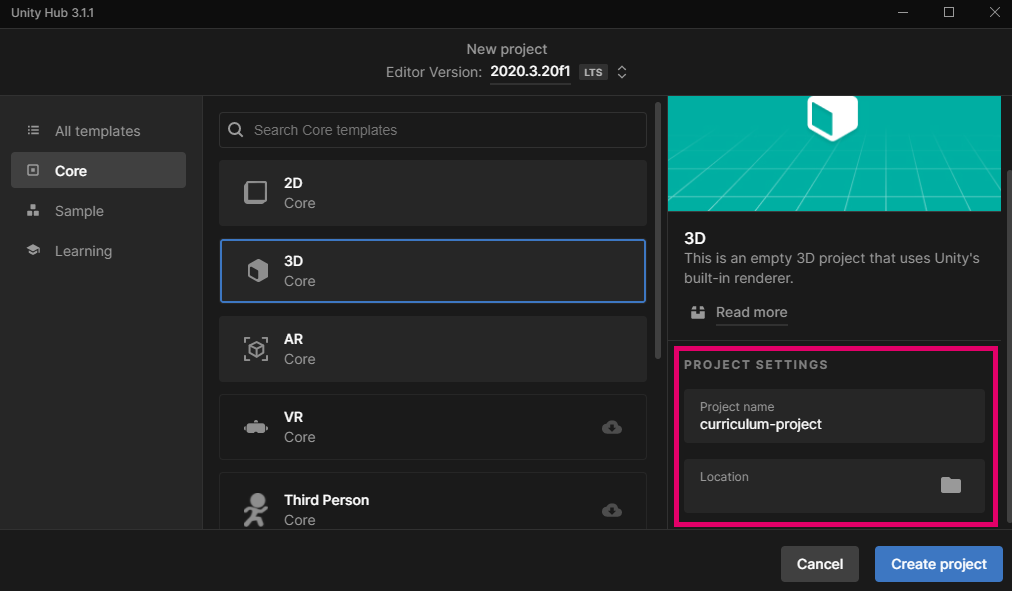 Unity Hub 3.1.1
New project
Editor Version: 2020.3.20f1 LTS
All templates
Core
Sample
Learning
Search Core templates
2D
Core
3D
Core
AR
Core
VR
Core
Third Person
Core
3D
This is an empty 3D project that uses Unity's
built-in renderer.
Read more
PROJECT SETTINGS
Project name
curriculum-project
Location
Cancel
Create project